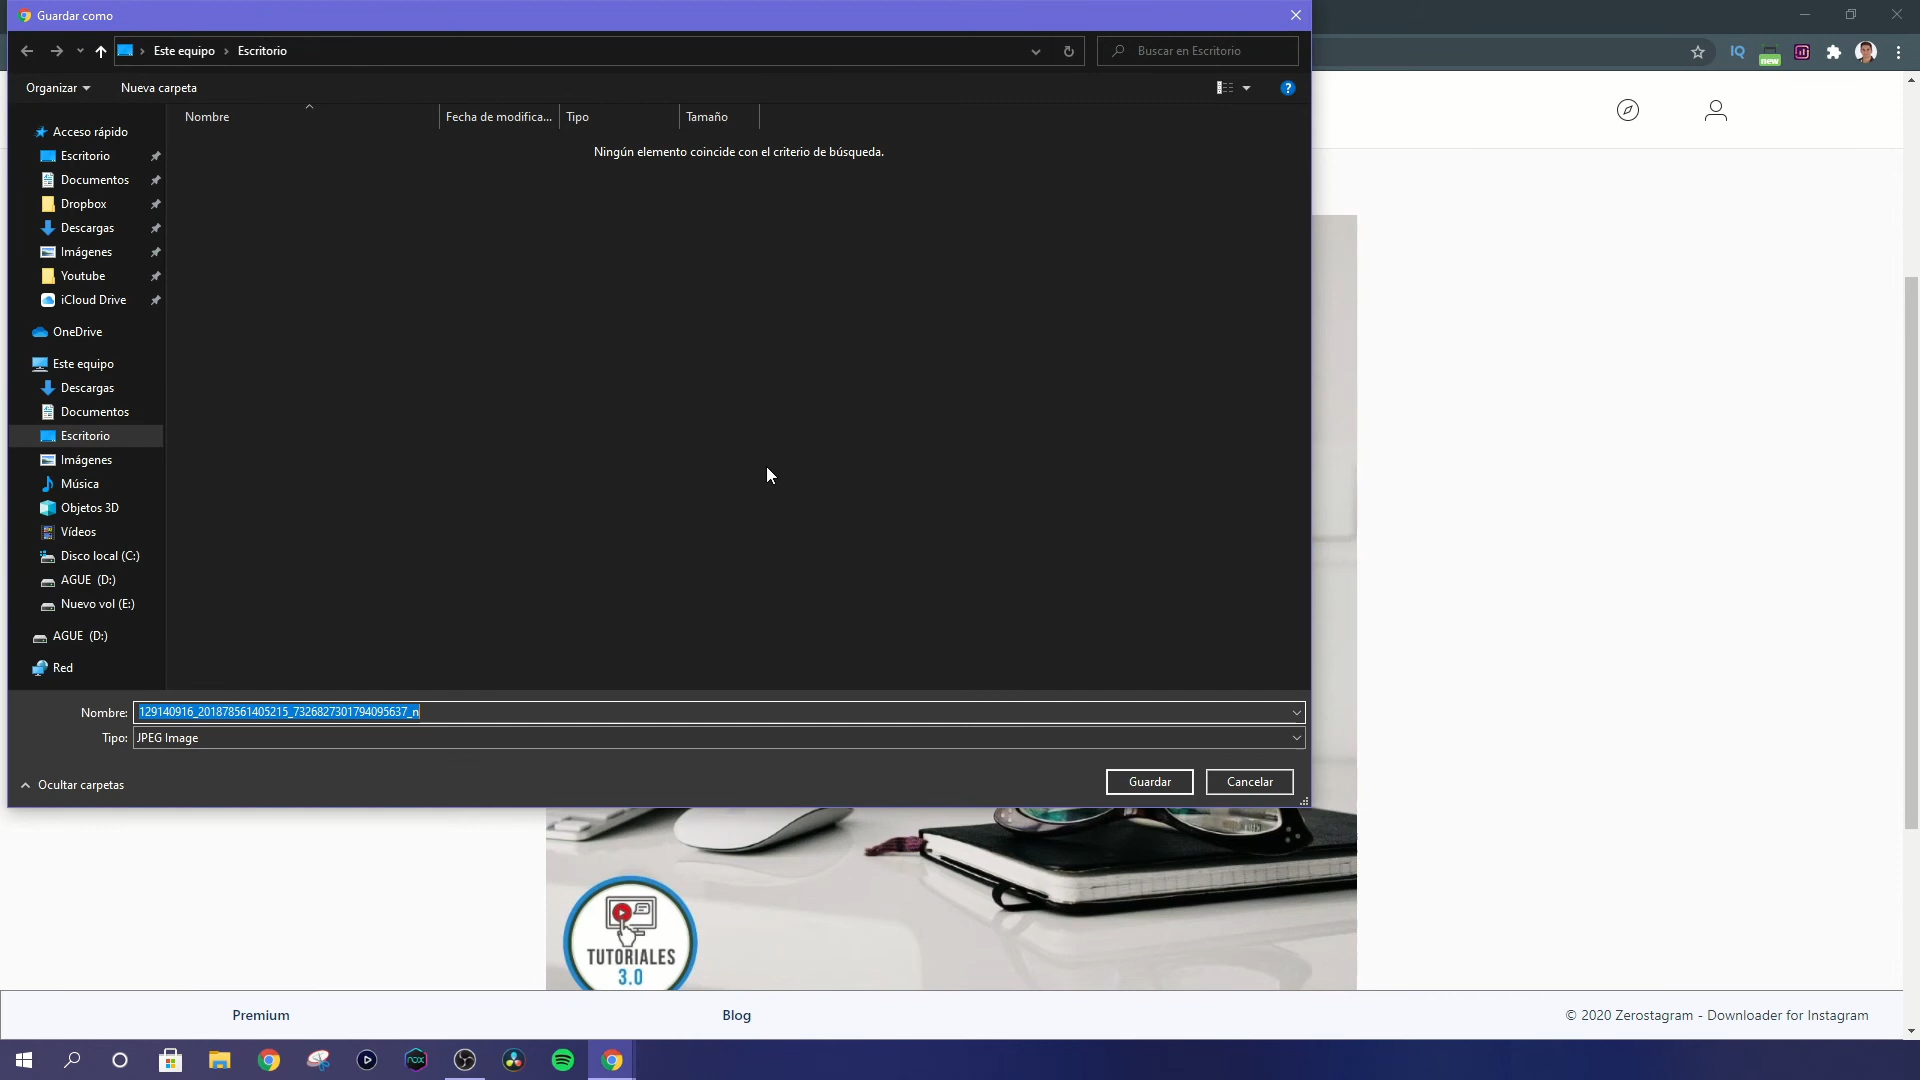 Guardar como
Este equipo › Escritorio
Buscar en Escritorio
Organizar
Nueva carpeta
Nombre
Fecha de modifica...
Tipo
Tamaño
Ningún elemento coincide con el criterio de búsqueda.
Acceso rápido
Escritorio
Documentos
Dropbox
Descargas
Imágenes
Youtube
iCloud Drive
OneDrive
Este equipo
Descargas
Documentos
Escritorio
Imágenes
Música
Objetos 3D
Vídeos
Disco local (C:)
AGUE (D:)
Nuevo vol (E:)
AGUE (D:)
Red
Nombre: 129140916_201878561405215_7326827301794095637_n
Tipo: JPEG Image
Ocultar carpetas
Guardar
Cancelar
IQ
new
TUTORIALES
3.0
Premium
Blog
© 2020 Zerostagram - Downloader for Instagram
nox